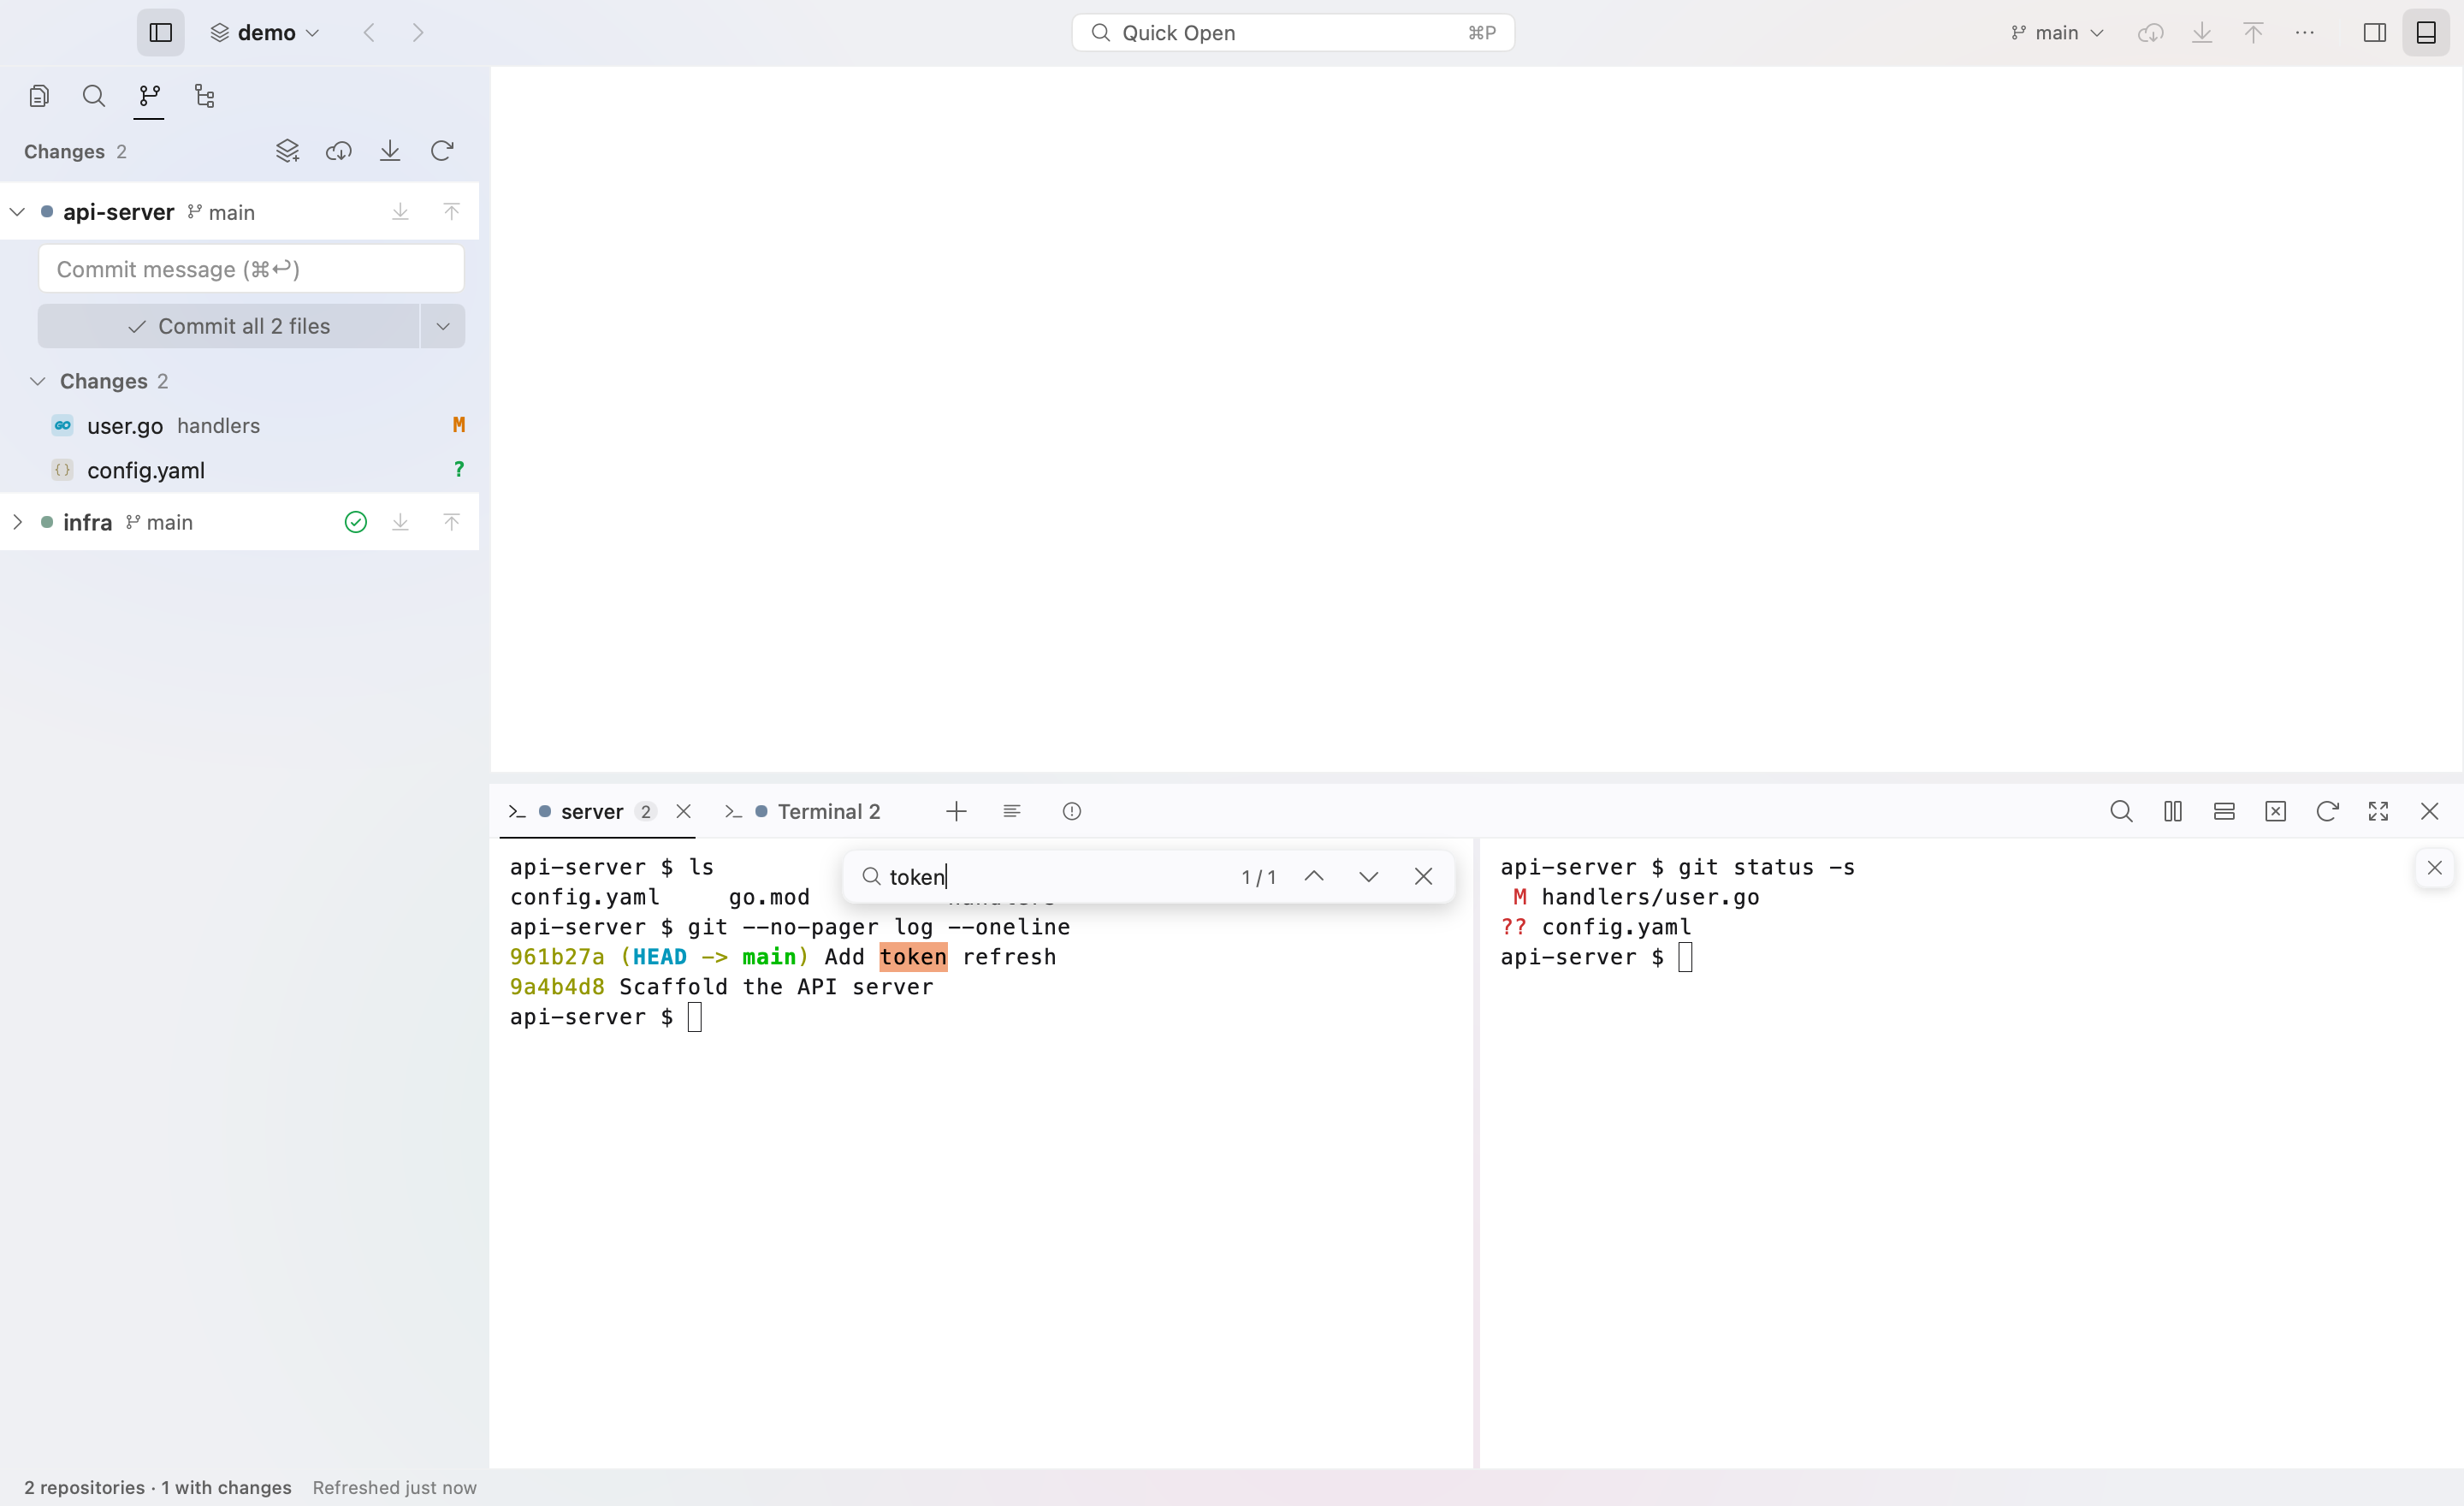 demo
Quick Open ⌘P
main
Changes 2
api-server main
Commit message (⌘↩)
Commit all 2 files
Changes 2
GO user.go handlers M
{} config.yaml ?
infra main
server 2
Terminal 2
api-server $ ls
config.yaml go.mod
api-server $ git --no-pager log --oneline
961b27a (HEAD -> main) Add token refresh
9a4b4d8 Scaffold the API server
api-server $
token 1/1
api-server $ git status -s
M handlers/user.go
?? config.yaml
api-server $
2 repositories · 1 with changes Refreshed just now